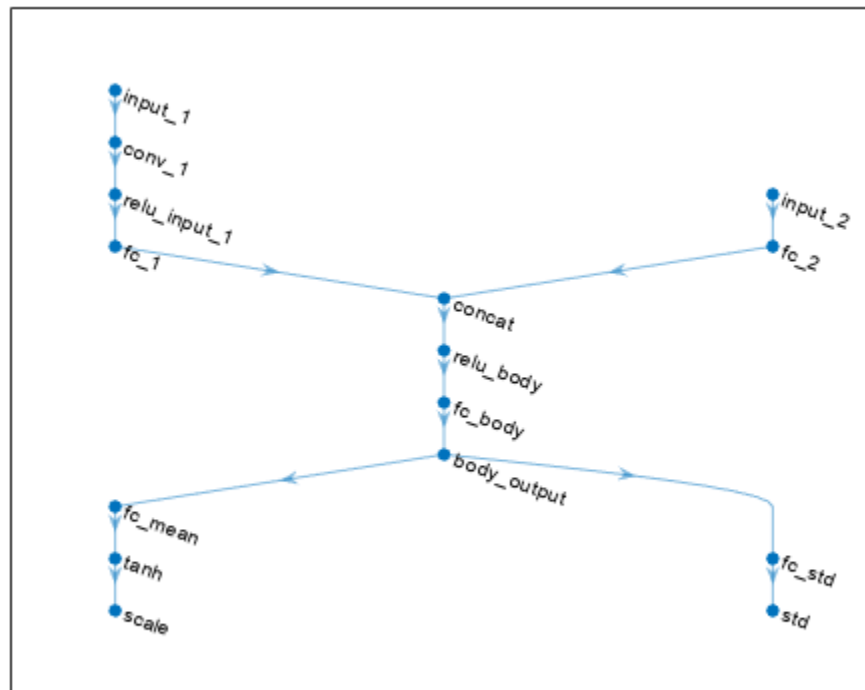 input_1
conv_1
relu_input_1
fc_1
input_2
fc_2
concat
relu_body
fc_body
body_output
fc_mean
tanh
scale
fc_std
std